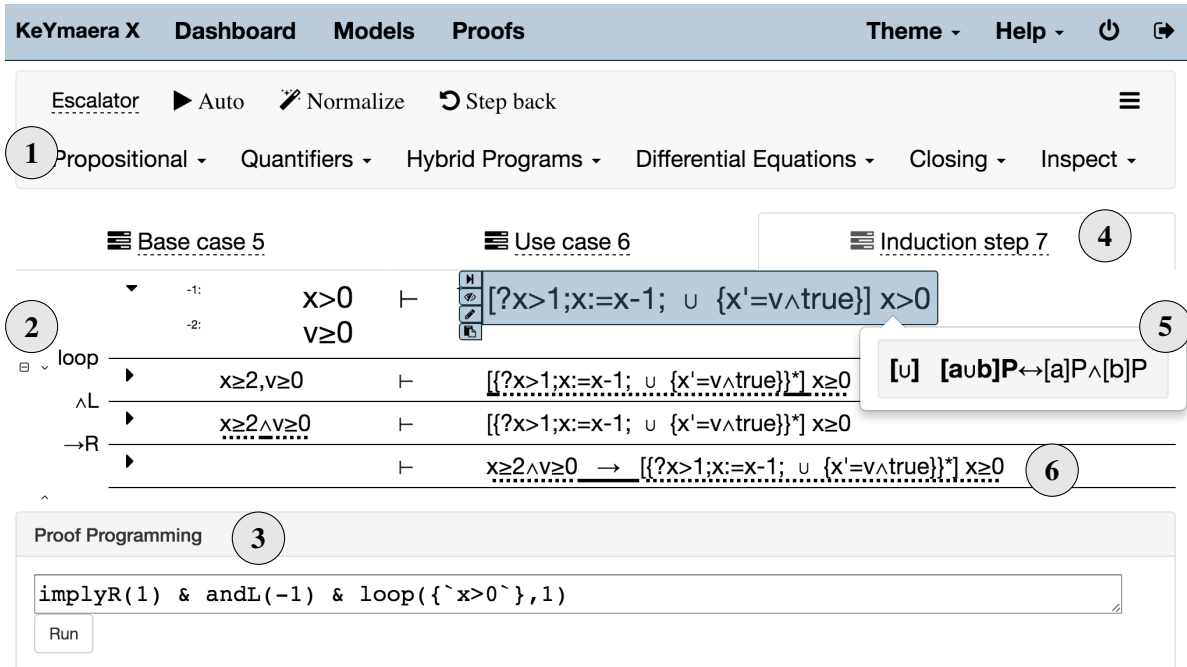 KeYmaera X Dashboard Models Proofs Theme Help
Escalator Auto Normalize Step back
1 Propositional Quantifiers Hybrid Programs Differential Equations Closing Inspect
Base case 5 Use case 6 Induction step 7 4
-1: x>0 ⊢ [?x>1;x:=x-1; ∪ {x'=v∧true}] x>0
-2: v≥0
2
5
[∪] [a∪b]P↔[a]P∧[b]P
loop x≥2,v≥0 ⊢ [{?x>1;x:=x-1; ∪ {x'=v∧true}}*] x≥0
∧L x≥2∧v≥0 ⊢ [{?x>1;x:=x-1; ∪ {x'=v∧true}}*] x≥0
→R ⊢ x≥2∧v≥0 → [{?x>1;x:=x-1; ∪ {x'=v∧true}}*] x≥0 6
Proof Programming 3
implyR(1) & andL(-1) & loop({`x>0`},1)
Run